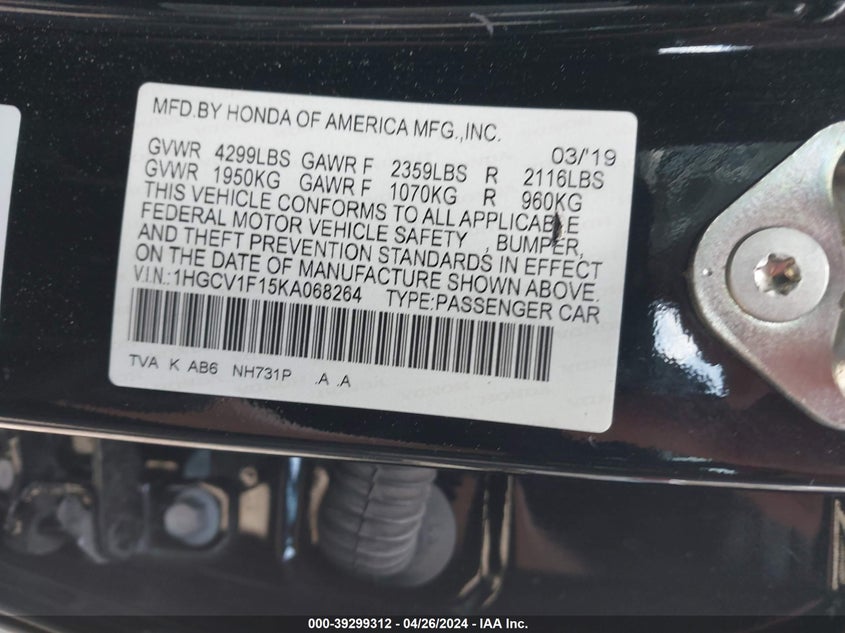 MFD.BY HONDA OF AMERICA MFG.,INC.
03/'19
GVWR 4299LBS GAWR F 2359LBS R 2116LBS
GVWR 1950KG GAWR F 1070KG R 960KG
THIS VEHICLE CONFORMS TO ALL APPLICABLE
FEDERAL MOTOR VEHICLE SAFETY , BUMPER,
AND THEFT PREVENTION STANDARDS IN EFFECT
ON THE DATE OF MANUFACTURE SHOWN ABOVE.
V.I.N.:1HGCV1F15KA068264 TYPE:PASSENGER CAR
TVA K AB6 NH731P .A .A
000-39299312 - 04/26/2024 - IAA Inc.